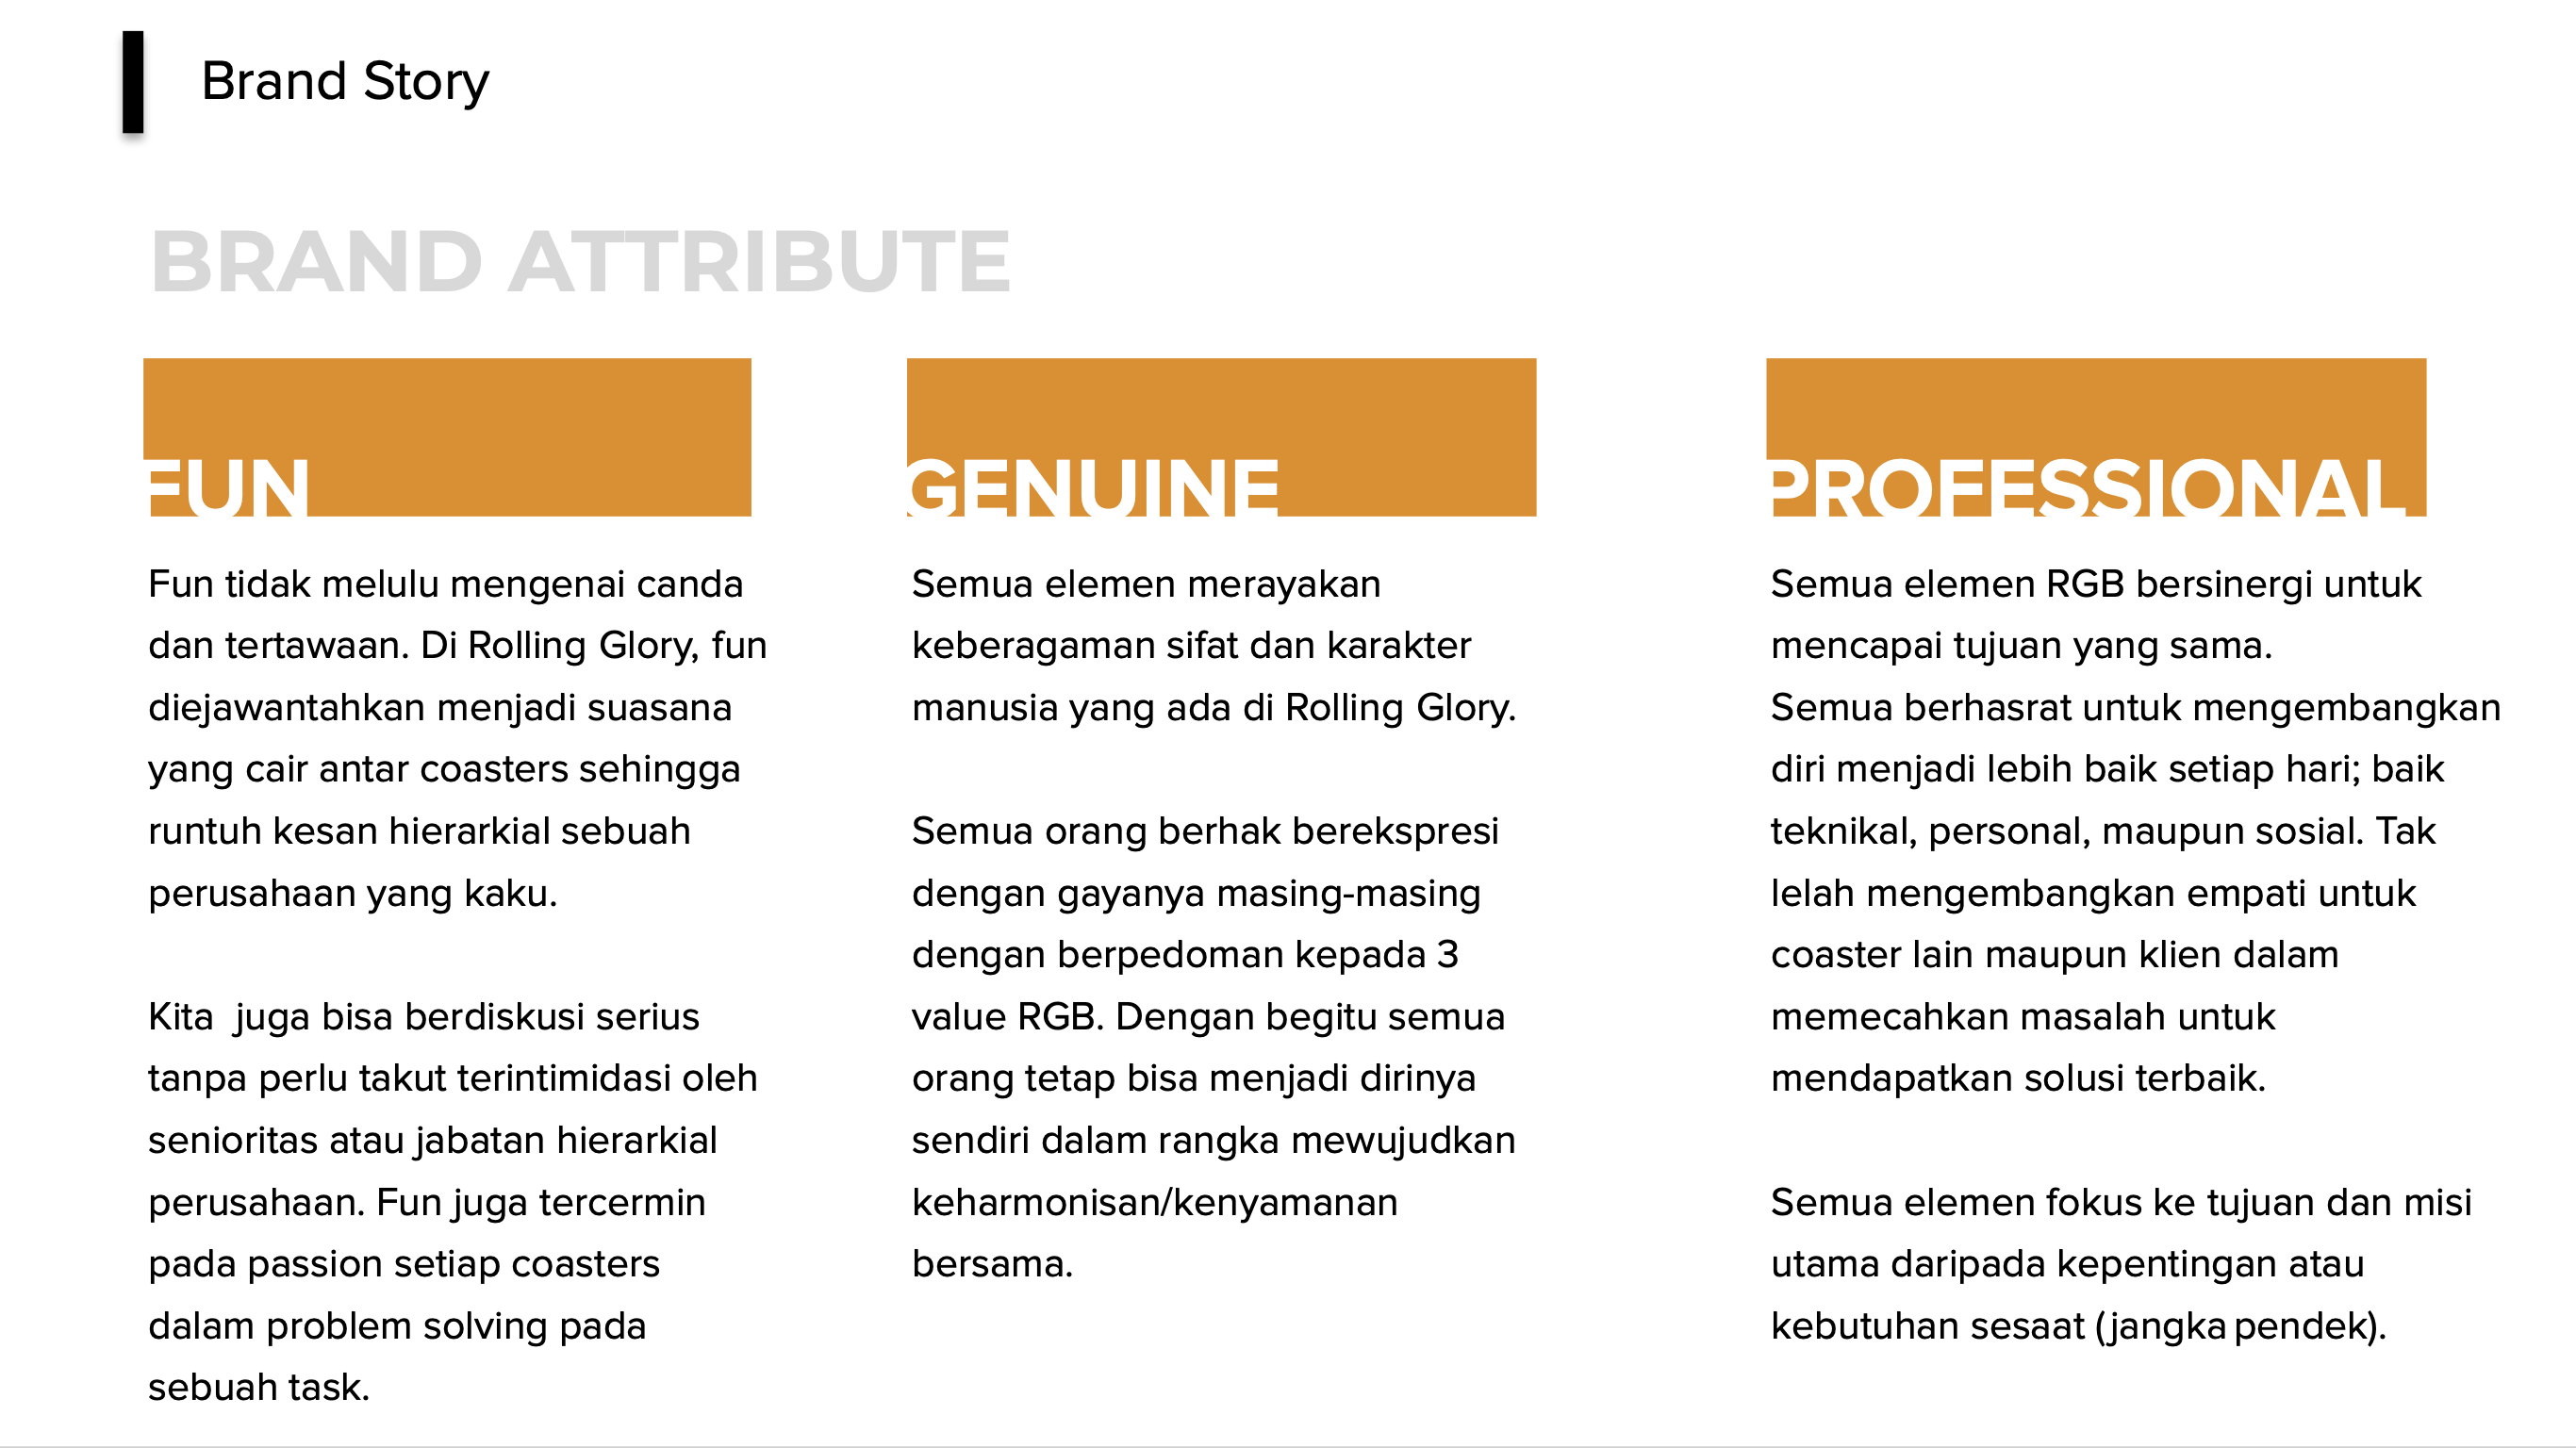 Brand Story
BRAND ATTRIBUTE
FUN
Fun tidak melulu mengenai canda
dan tertawaan. Di Rolling Glory, fun
diejawantahkan menjadi suasana
yang cair antar coasters sehingga
runtuh kesan hierarkial sebuah
perusahaan yang kaku.
Kita  juga bisa berdiskusi serius
tanpa perlu takut terintimidasi oleh
senioritas atau jabatan hierarkial
perusahaan. Fun juga tercermin
pada passion setiap coasters
dalam problem solving pada
sebuah task.
GENUINE
Semua elemen merayakan
keberagaman sifat dan karakter
manusia yang ada di Rolling Glory.
Semua orang berhak berekspresi
dengan gayanya masing-masing
dengan berpedoman kepada 3
value RGB. Dengan begitu semua
orang tetap bisa menjadi dirinya
sendiri dalam rangka mewujudkan
keharmonisan/kenyamanan
bersama.
PROFESSIONAL
Semua elemen RGB bersinergi untuk
mencapai tujuan yang sama.
Semua berhasrat untuk mengembangkan
diri menjadi lebih baik setiap hari; baik
teknikal, personal, maupun sosial. Tak
lelah mengembangkan empati untuk
coaster lain maupun klien dalam
memecahkan masalah untuk
mendapatkan solusi terbaik.
Semua elemen fokus ke tujuan dan misi
utama daripada kepentingan atau
kebutuhan sesaat (jangka pendek).